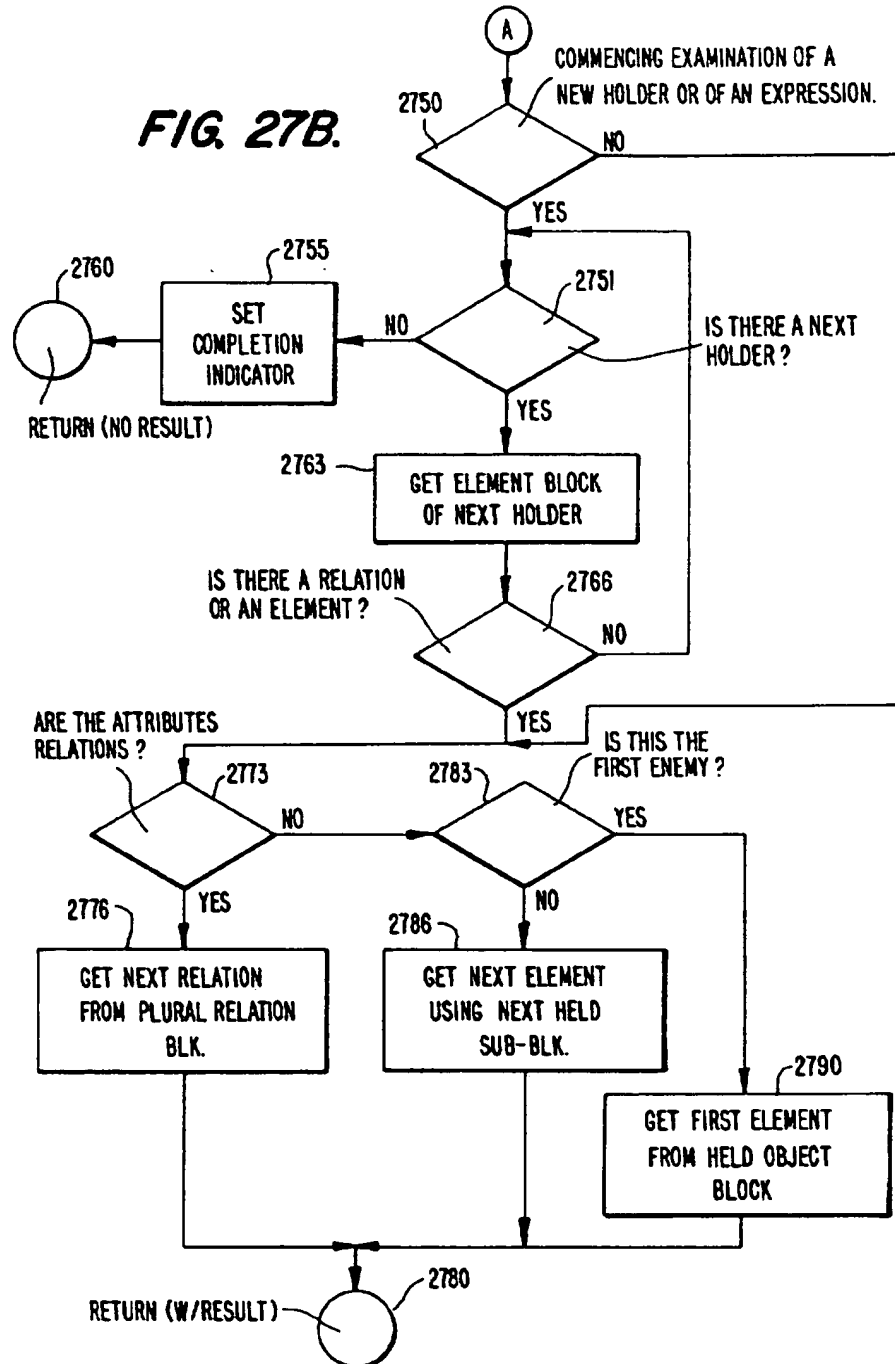 A
COMMENCING EXAMINATION OF A
NEW HOLDER OR OF AN EXPRESSION.
FIG. 27B.
2750
NO
YES
2760
2755
2751
SET
COMPLETION
INDICATOR
NO
IS THERE A NEXT
HOLDER ?
RETURN (NO RESULT)
YES
2763
GET ELEMENT BLOCK
OF NEXT HOLDER
IS THERE A RELATION
OR AN ELEMENT ?
2766
NO
YES
ARE THE ATTRIBUTES
RELATIONS ?
IS THIS THE
FIRST ENEMY ?
2773
2783
NO
YES
YES
NO
2776
2786
GET NEXT RELATION
FROM PLURAL RELATION
BLK.
GET NEXT ELEMENT
USING NEXT HELD
SUB-BLK.
2790
GET FIRST ELEMENT
FROM HELD OBJECT
BLOCK
2780
RETURN (W/RESULT)